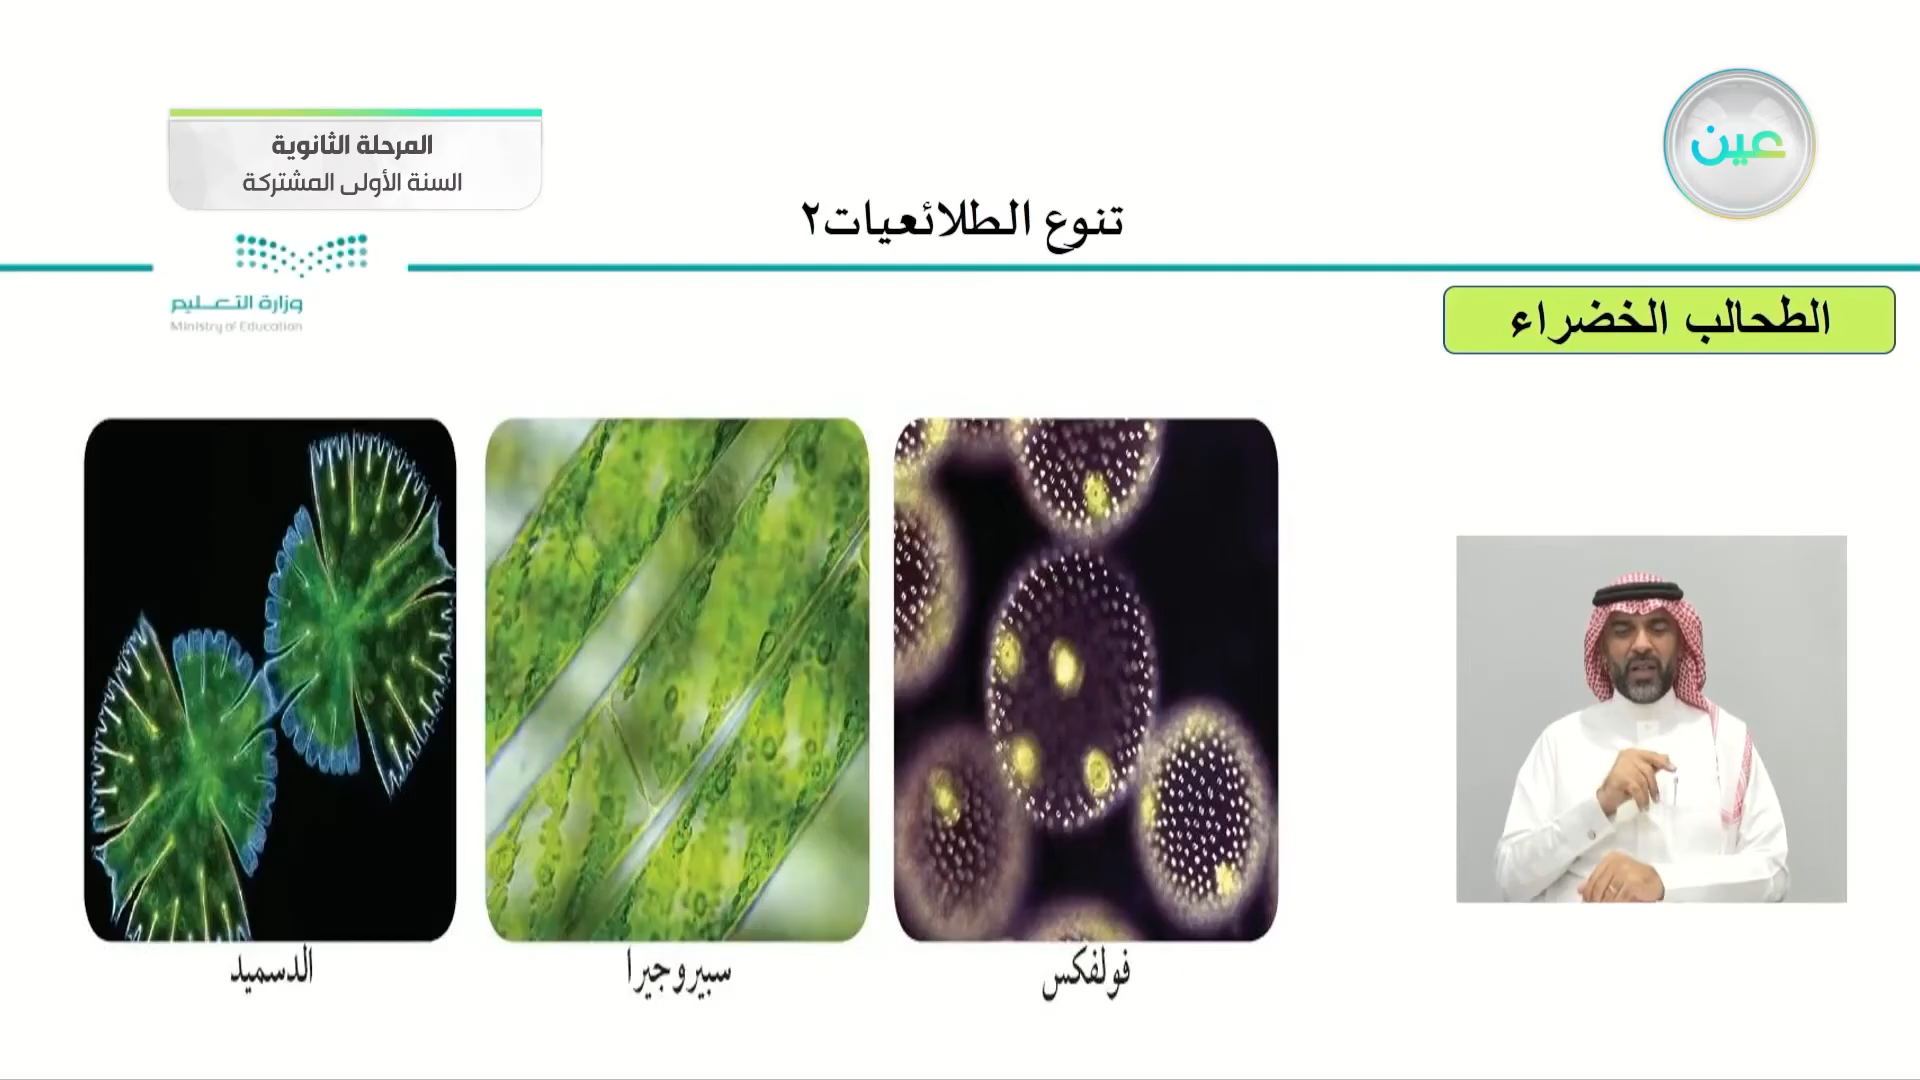 عين
المرحلة الثانوية
السنة الأولى المشتركة
تنوع الطلائعيات٢
وزارة التعليم
Ministry of Education
الطحالب الخضراء
فولفكس
سبيروجيرا
الدسميد